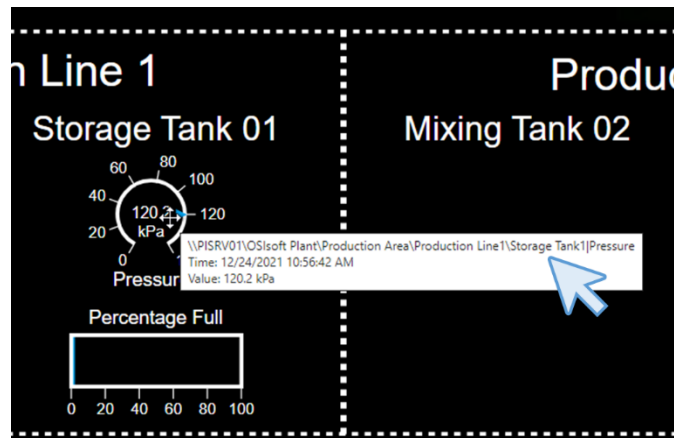 n Line 1
Produc
Storage Tank 01
Mixing Tank 02
60
80
40
100
120.2
120
20
kPa
0
\\PISRV01\OSIsoft Plant\Production Area\Production Line1\Storage Tank1|Pressure
Time: 12/24/2021 10:56:42 AM
Pressur
Value: 120.2 kPa
Percentage Full
0 20 40 60 80 100